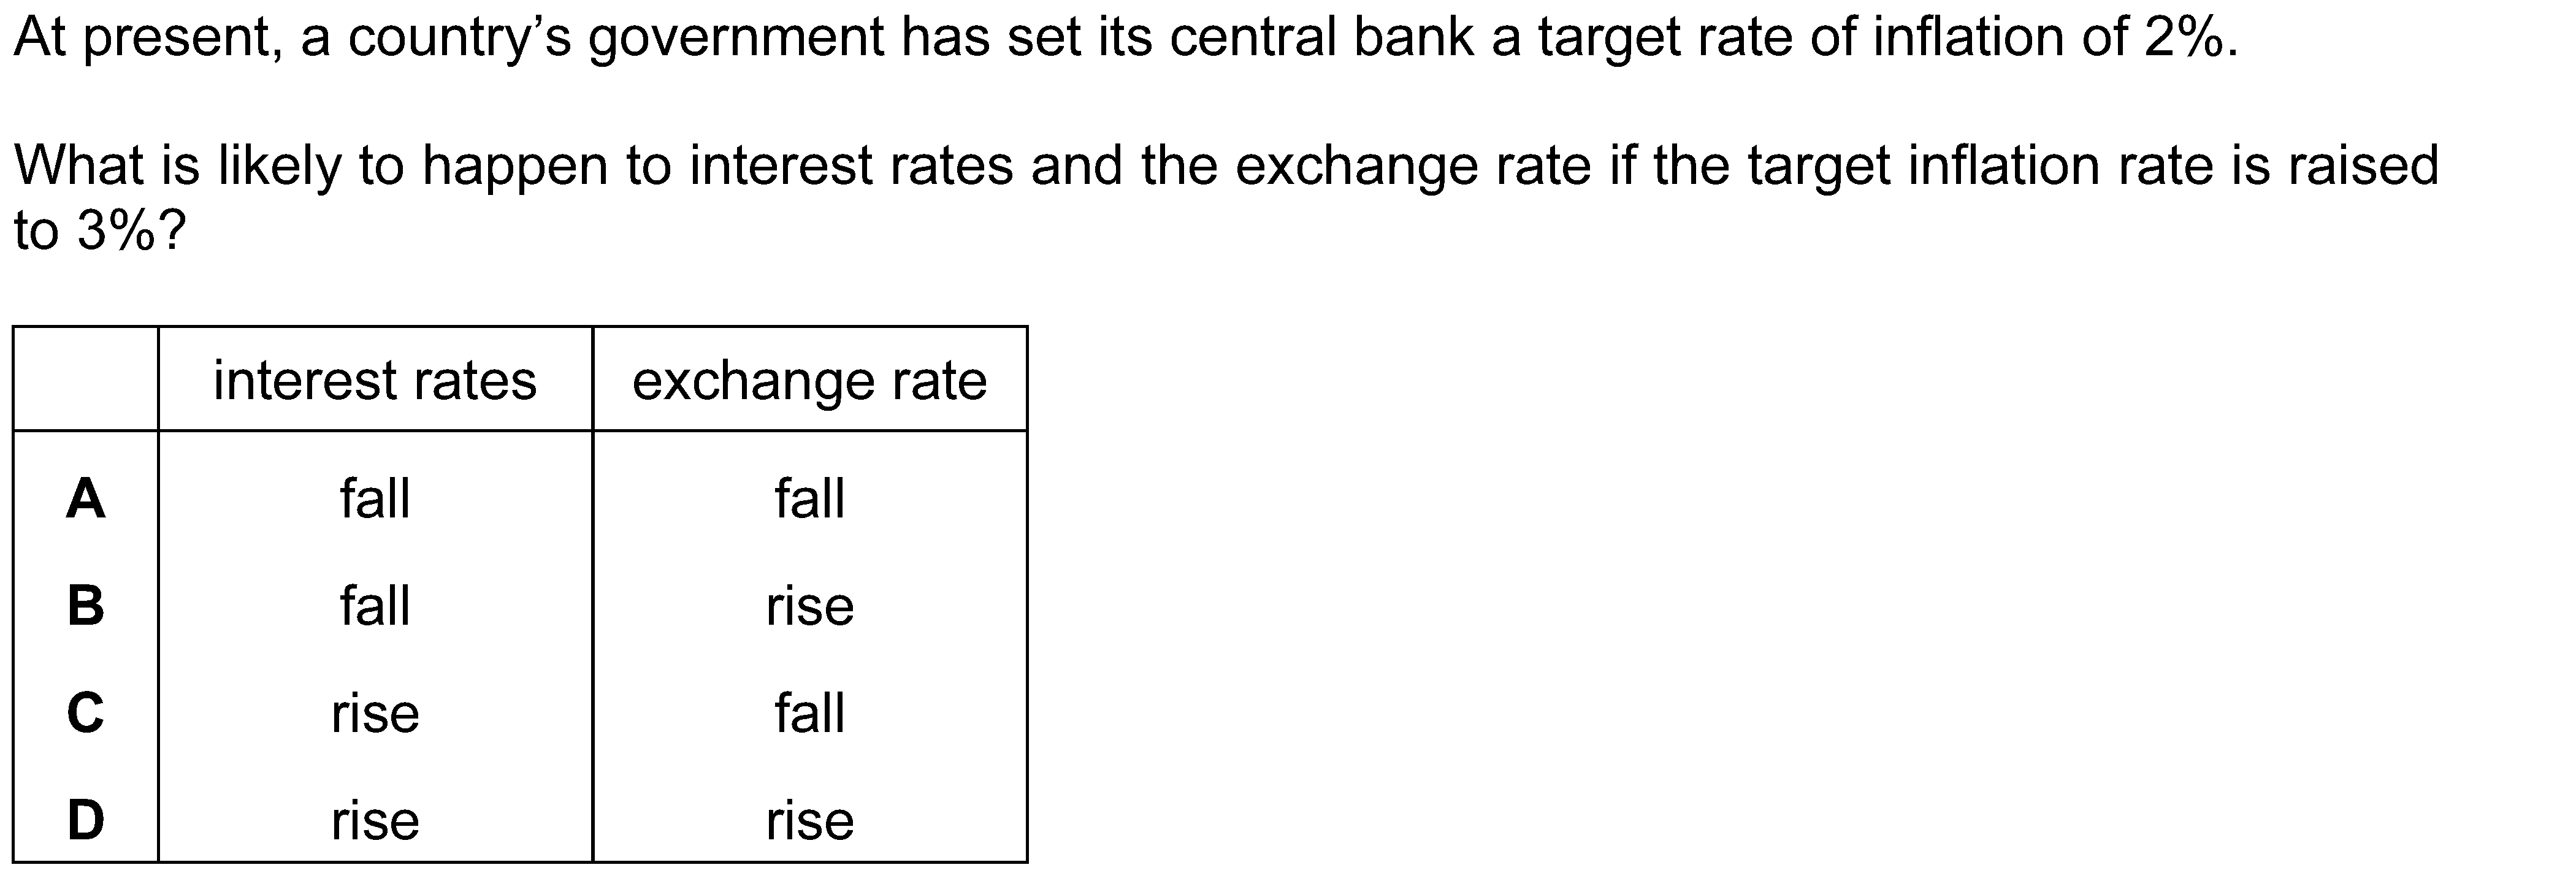 At present, a country’s government has set its central bank a target rate of inflation of 2%.
What is likely to happen to interest rates and the exchange rate if the target inflation rate is raised
to 3%?
interest rates exchange rate
A fall fall
B fall rise
C rise fall
D rise rise